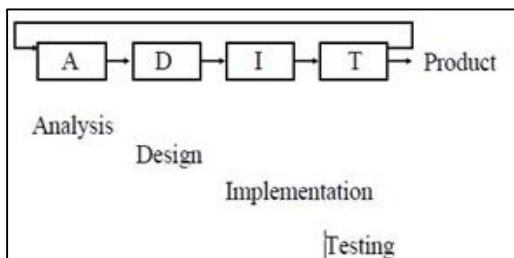 A D I T Product
Analysis
Design
Implementation
Testing